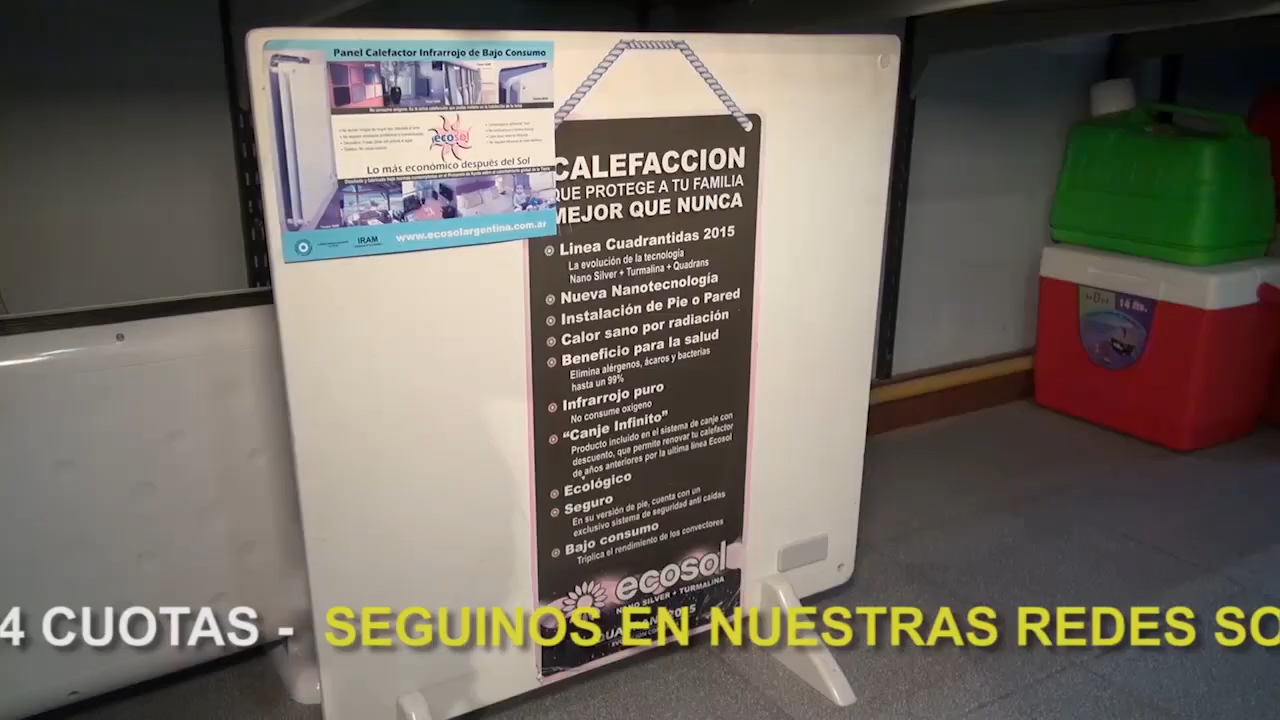 Panel Calefactor Infrarrojo de Bajo Consumo
ecosol
Lo más económico después del Sol
IRAM
www.ecosolargentina.com.ar
CALEFACCION
QUE PROTEGE A TU FAMILIA
MEJOR QUE NUNCA
Linea Cuadrantidas 2015
La evolución de la tecnología
Nano Silver + Turmalina + Quadrans
Nueva Nanotecnología
Instalación de Pie o Pared
Calor sano por radiación
Beneficio para la salud
Elimina alérgenos, ácaros y bacterias
hasta un 99%
Infrarrojo puro
No consume oxigeno
“Canje Infinito”
Producto incluido en el sistema de canje con
descuento, que permite renovar tu calefactor
de años anteriores por la ultima línea Ecosol
Ecológico
Seguro
En su versión de pie, cuenta con un
exclusivo sistema de seguridad anti caídas
Bajo consumo
Triplica el rendimiento de los convectores
ecosol
NANO SILVER + TURMALINA
14 lts.
4 CUOTAS - SEGUINOS EN NUESTRAS REDES SO